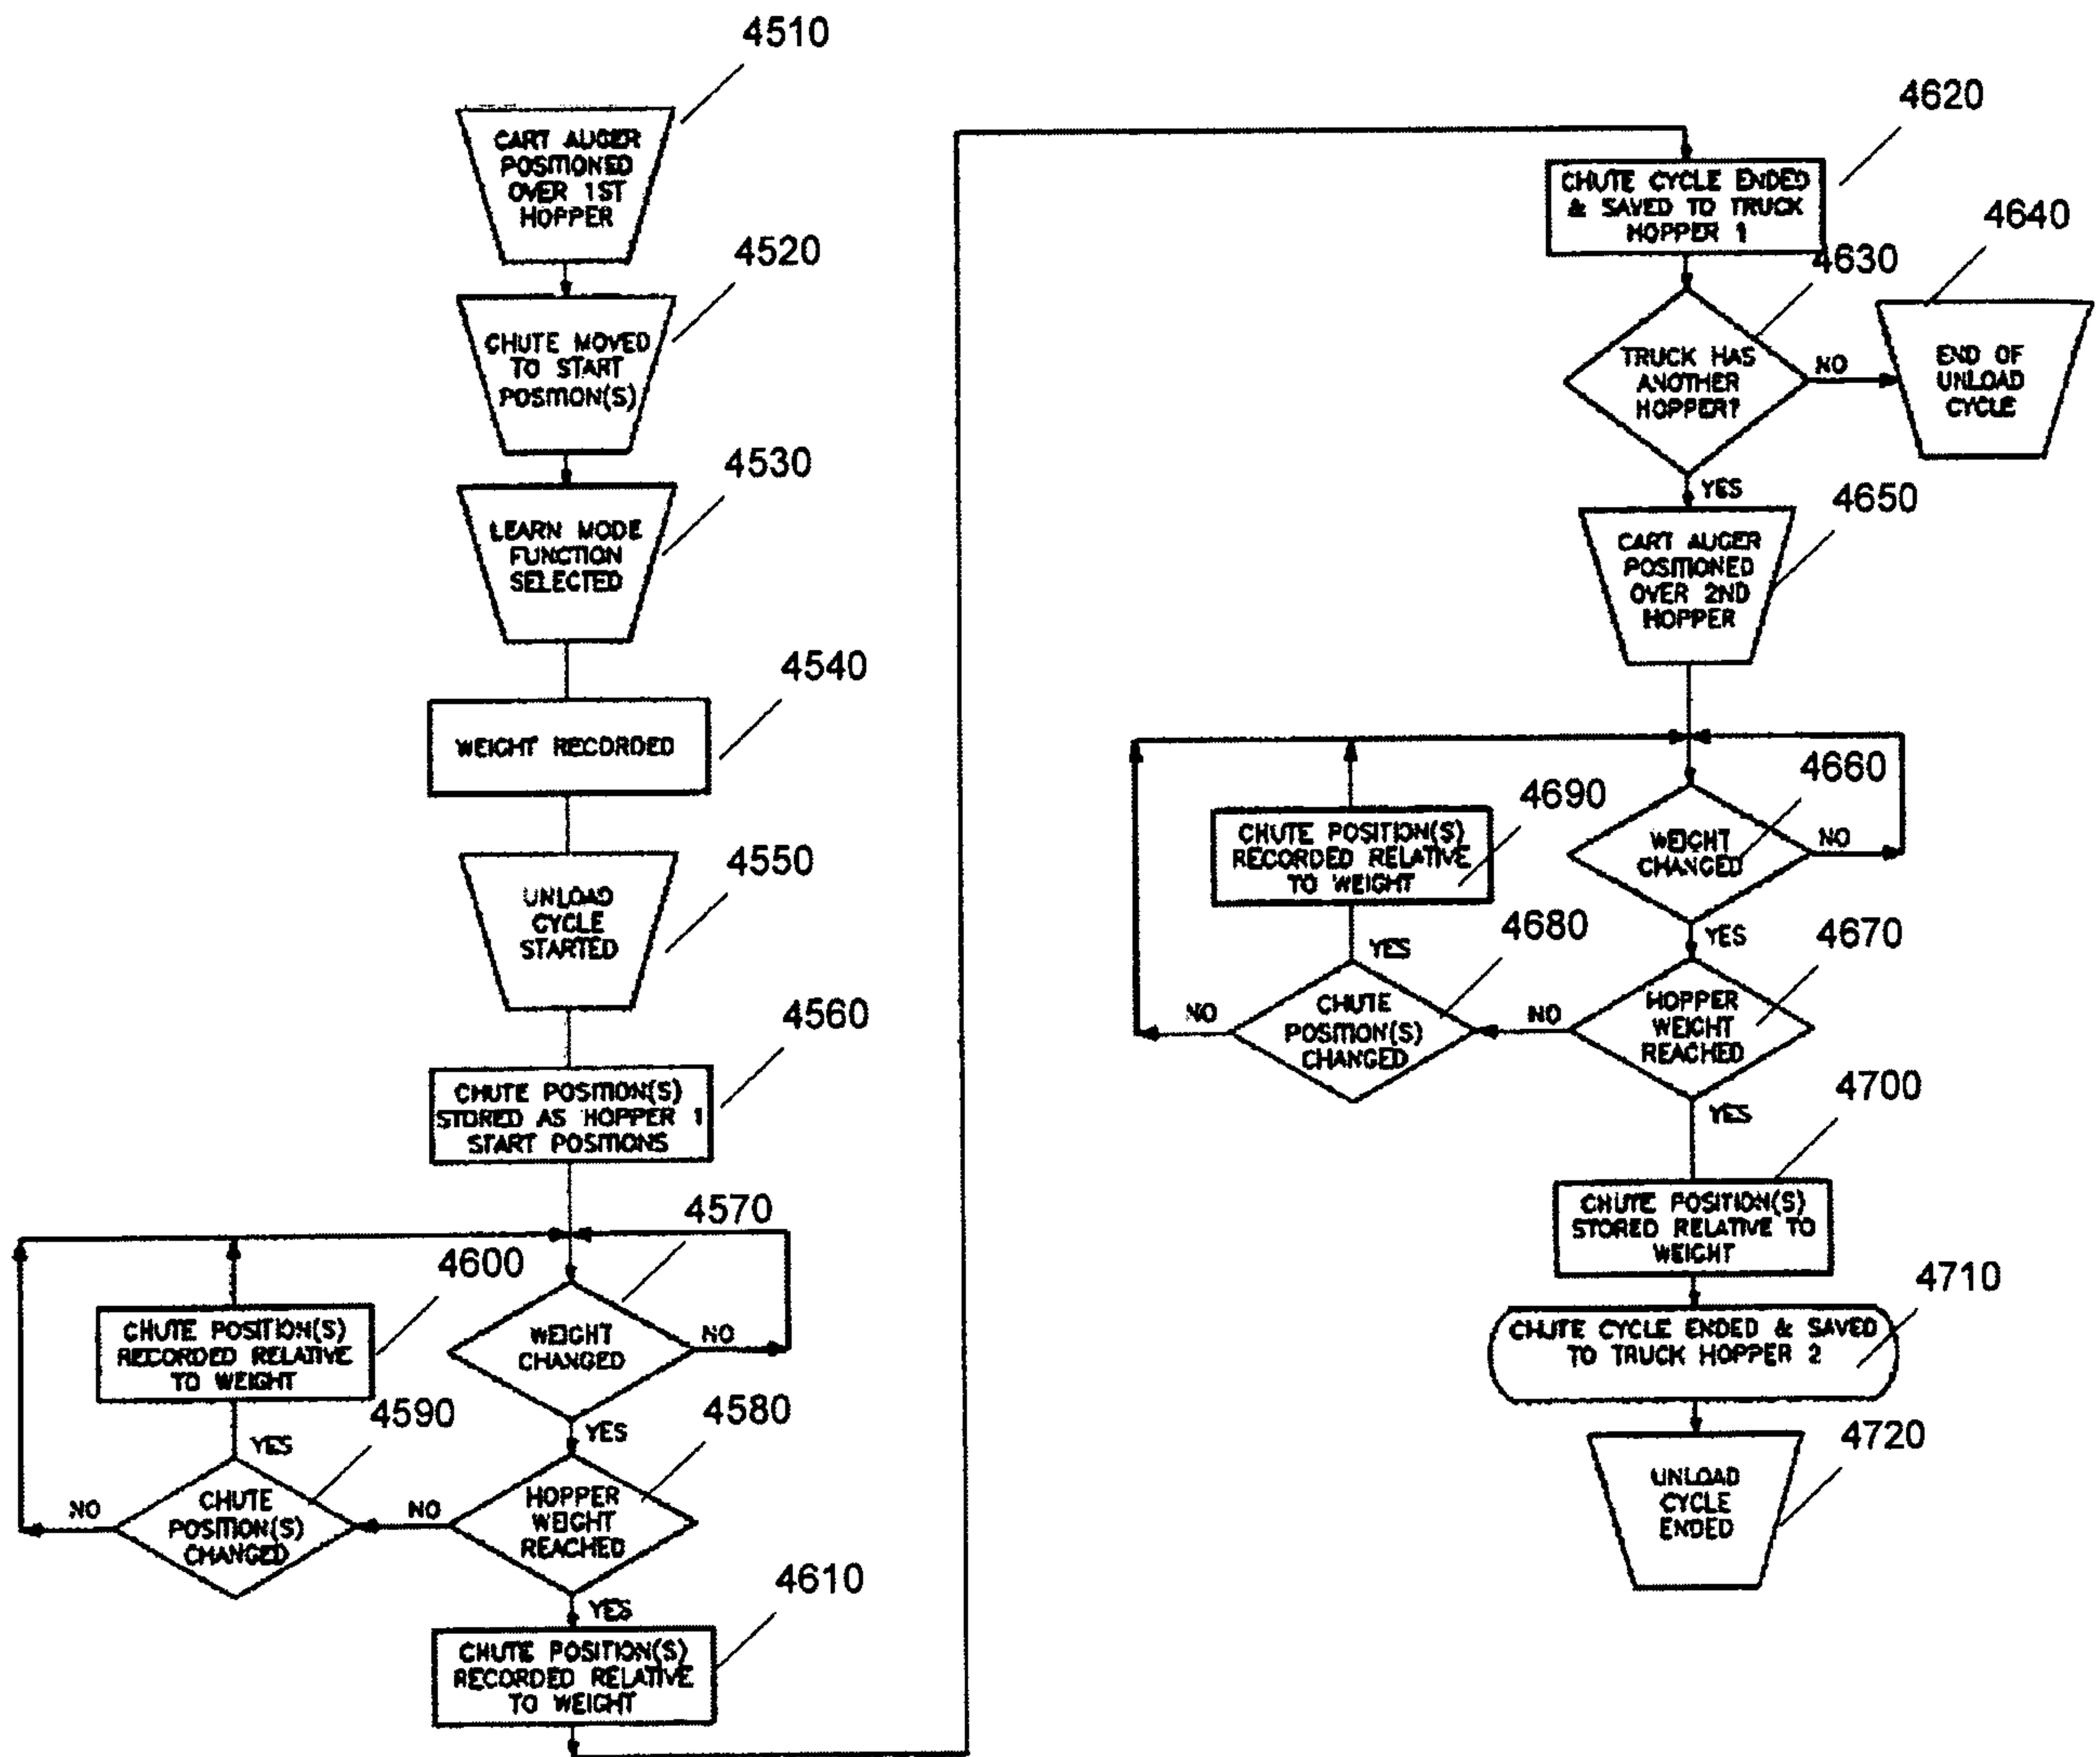 4510
CART AUGER
POSITIONED
OVER 1ST
HOPPER
4520
CHUTE MOVED
TO START
POSITION(S)
4530
LEARN MODE
FUNCTION
SELECTED
4540
WEIGHT RECORDED
4550
UNLOAD
CYCLE
STARTED
4560
CHUTE POSITION(S)
STORED AS HOPPER 1
START POSITIONS
4570
WEIGHT
CHANGED
NO
YES
4580
HOPPER
WEIGHT
REACHED
NO
YES
4590
CHUTE
POSITION(S)
CHANGED
NO
YES
4600
CHUTE POSITION(S)
RECORDED RELATIVE
TO WEIGHT
4610
CHUTE POSITION(S)
RECORDED RELATIVE
TO WEIGHT
4620
CHUTE CYCLE ENDED
& SAVED TO TRUCK
HOPPER 1
4630
TRUCK HAS
ANOTHER
HOPPER?
NO
YES
4640
END OF
UNLOAD
CYCLE
4650
CART AUGER
POSITIONED
OVER 2ND
HOPPER
4660
WEIGHT
CHANGED
NO
YES
4670
HOPPER
WEIGHT
REACHED
NO
YES
4680
CHUTE
POSITION(S)
CHANGED
NO
YES
4690
CHUTE POSITION(S)
RECORDED RELATIVE
TO WEIGHT
4700
CHUTE POSITION(S)
STORED RELATIVE TO
WEIGHT
4710
CHUTE CYCLE ENDED & SAVED
TO TRUCK HOPPER 2
4720
UNLOAD
CYCLE
ENDED